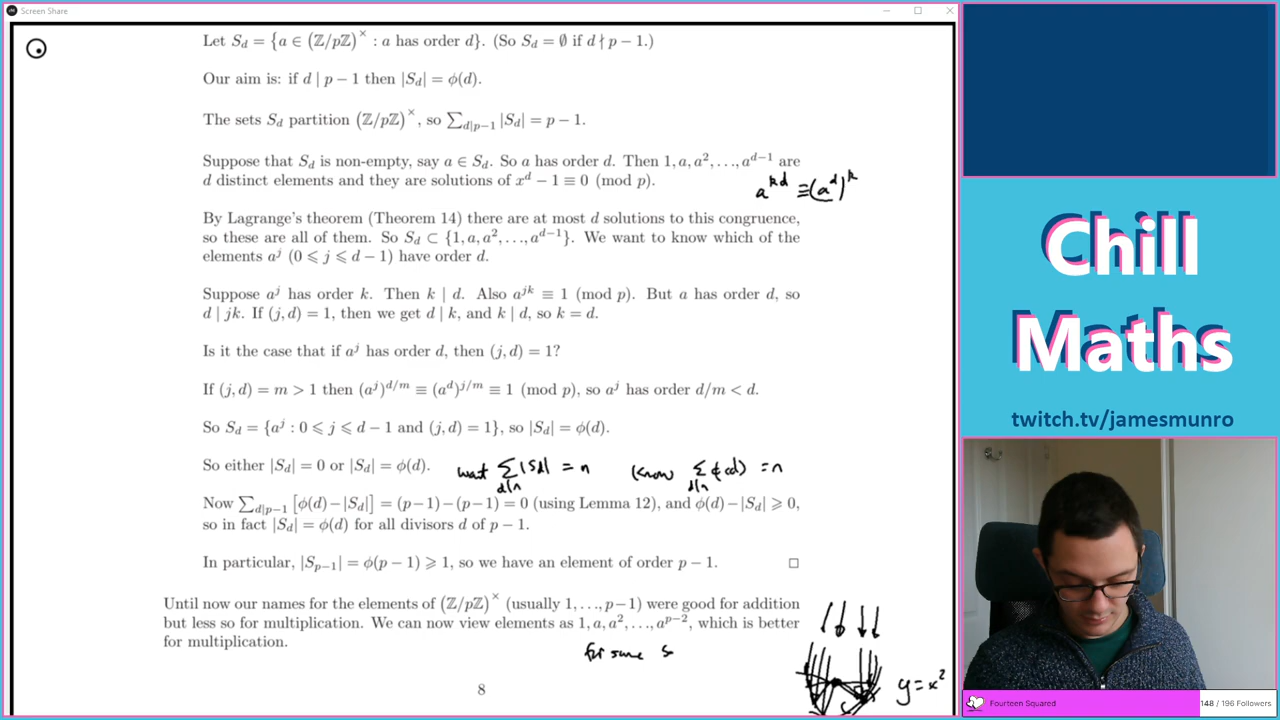 Screen Share
Let S_d = {a ∈ (ℤ/pℤ)^× : a has order d}. (So S_d = ∅ if d ∤ p − 1.)
Our aim is: if d | p − 1 then |S_d| = ϕ(d).
The sets S_d partition (ℤ/pℤ)^×, so ∑_{d|p−1} |S_d| = p − 1.
Suppose that S_d is non-empty, say a ∈ S_d. So a has order d. Then 1, a, a², . . . , a^{d−1} are
d distinct elements and they are solutions of x^d − 1 ≡ 0 (mod p).
a^{kd} ≡ (a^d)^k
By Lagrange's theorem (Theorem 14) there are at most d solutions to this congruence,
so these are all of them. So S_d ⊂ {1, a, a², . . . , a^{d−1}}. We want to know which of the
elements a^j (0 ⩽ j ⩽ d − 1) have order d.
Suppose a^j has order k. Then k | d. Also a^{jk} ≡ 1 (mod p). But a has order d, so
d | jk. If (j, d) = 1, then we get d | k, and k | d, so k = d.
Is it the case that if a^j has order d, then (j, d) = 1?
If (j, d) = m > 1 then (a^j)^{d/m} ≡ (a^d)^{j/m} ≡ 1 (mod p), so a^j has order d/m < d.
So S_d = {a^j : 0 ⩽ j ⩽ d − 1 and (j, d) = 1}, so |S_d| = ϕ(d).
So either |S_d| = 0 or |S_d| = ϕ(d). want ∑_{d|n} |S_d| = n know ∑_{d|n} ϕ(d) = n
Now ∑_{d|p−1} [ϕ(d) − |S_d|] = (p − 1) − (p − 1) = 0 (using Lemma 12), and ϕ(d) − |S_d| ⩾ 0,
so in fact |S_d| = ϕ(d) for all divisors d of p − 1.
In particular, |S_{p−1}| = ϕ(p − 1) ⩾ 1, so we have an element of order p − 1. □
Until now our names for the elements of (ℤ/pℤ)^× (usually 1, . . . , p − 1) were good for addition
but less so for multiplication. We can now view elements as 1, a, a², . . . , a^{p−2}, which is better
for multiplication.
for some s
y = x²
8
Chill
Maths
twitch.tv/jamesmunro
Fourteen Squared
148 / 196 Followers